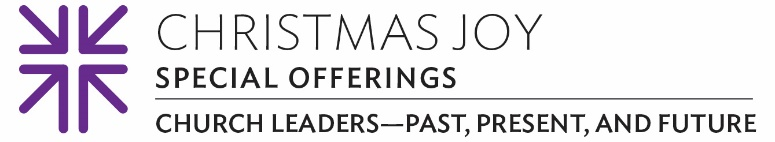 CHRISTMAS JOY
SPECIAL OFFERINGS
CHURCH LEADERS—PAST, PRESENT, AND FUTURE